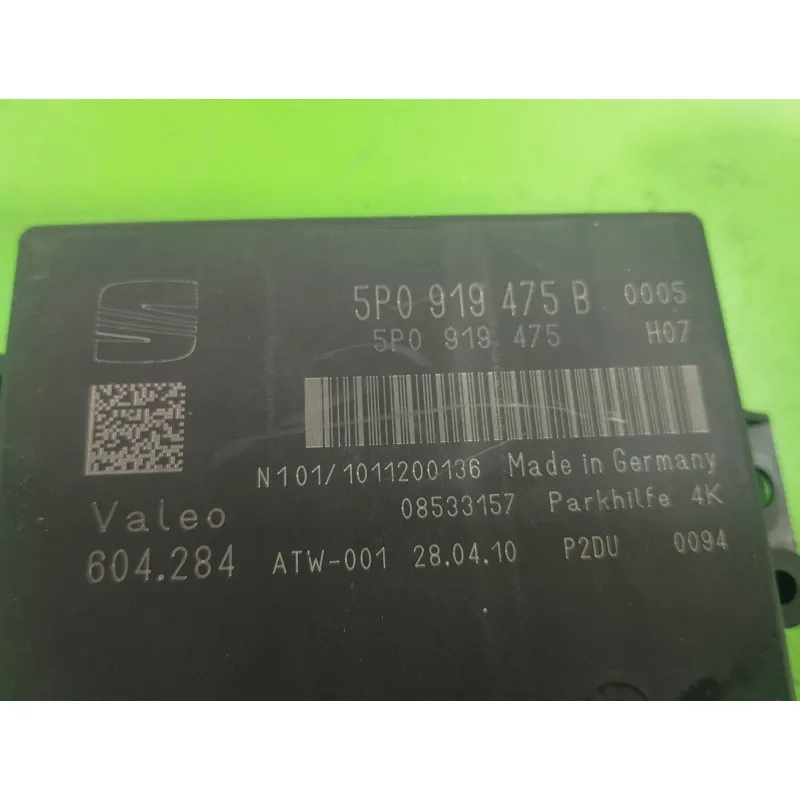 5P0 919 475 B 0005
5P0 919 475 H07
N101/1011200136 Made in Germany
08533157 Parkhilfe 4K
Valeo
604.284 ATW-001 28.04.10 P2DU 0094